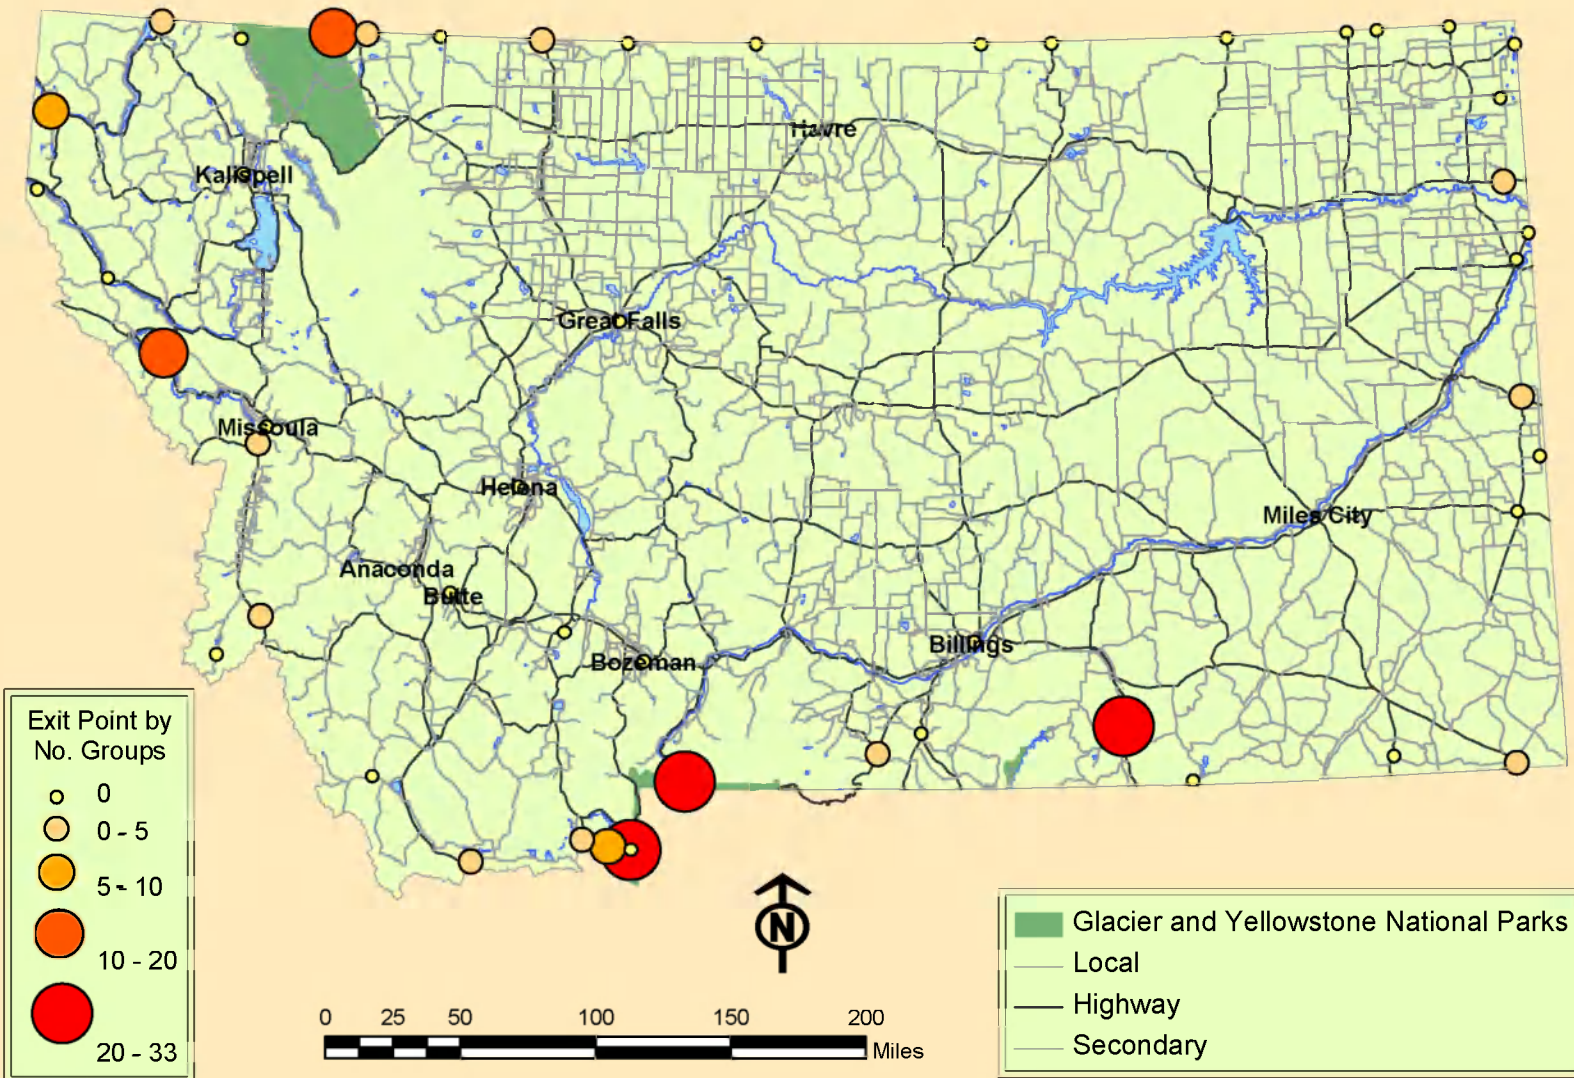 Havre
Kalispell
Great Falls
Missoula
Helena
Miles City
Anaconda
Butte
Billings
Bozeman
Exit Point by
No. Groups
0
0 - 5
5 - 10
10 - 20
20 - 33
N
0 25 50 100 150 200
Miles
Glacier and Yellowstone National Parks
Local
Highway
Secondary